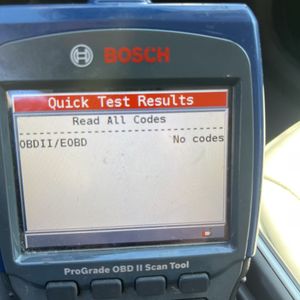 BOSCH
Quick Test Results
Read All Codes
OBDII/EOBD No codes
ProGrade OBD II Scan Tool